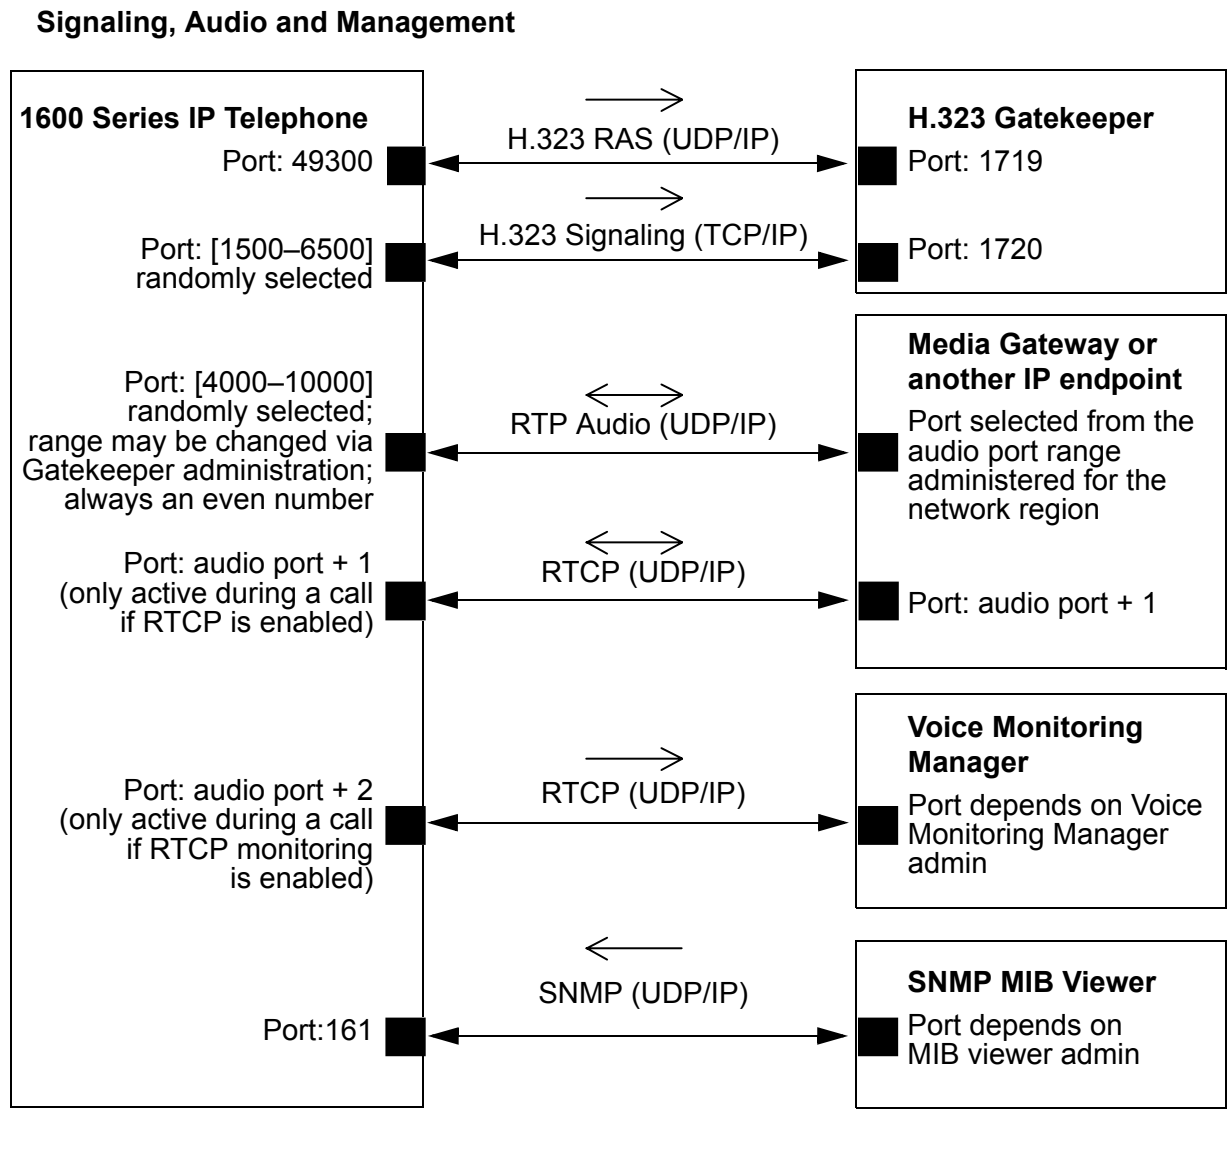 Signaling, Audio and Management
1600 Series IP Telephone
Port: 49300
H.323 RAS (UDP/IP)
H.323 Gatekeeper
Port: 1719
Port: [1500–6500]
randomly selected
H.323 Signaling (TCP/IP)
Port: 1720
Port: [4000–10000]
randomly selected;
range may be changed via
Gatekeeper administration;
always an even number
RTP Audio (UDP/IP)
Media Gateway or
another IP endpoint
Port selected from the
audio port range
administered for the
network region
Port: audio port + 1
(only active during a call
if RTCP is enabled)
RTCP (UDP/IP)
Port: audio port + 1
Port: audio port + 2
(only active during a call
if RTCP monitoring
is enabled)
RTCP (UDP/IP)
Voice Monitoring
Manager
Port depends on Voice
Monitoring Manager
admin
Port:161
SNMP (UDP/IP)
SNMP MIB Viewer
Port depends on
MIB viewer admin